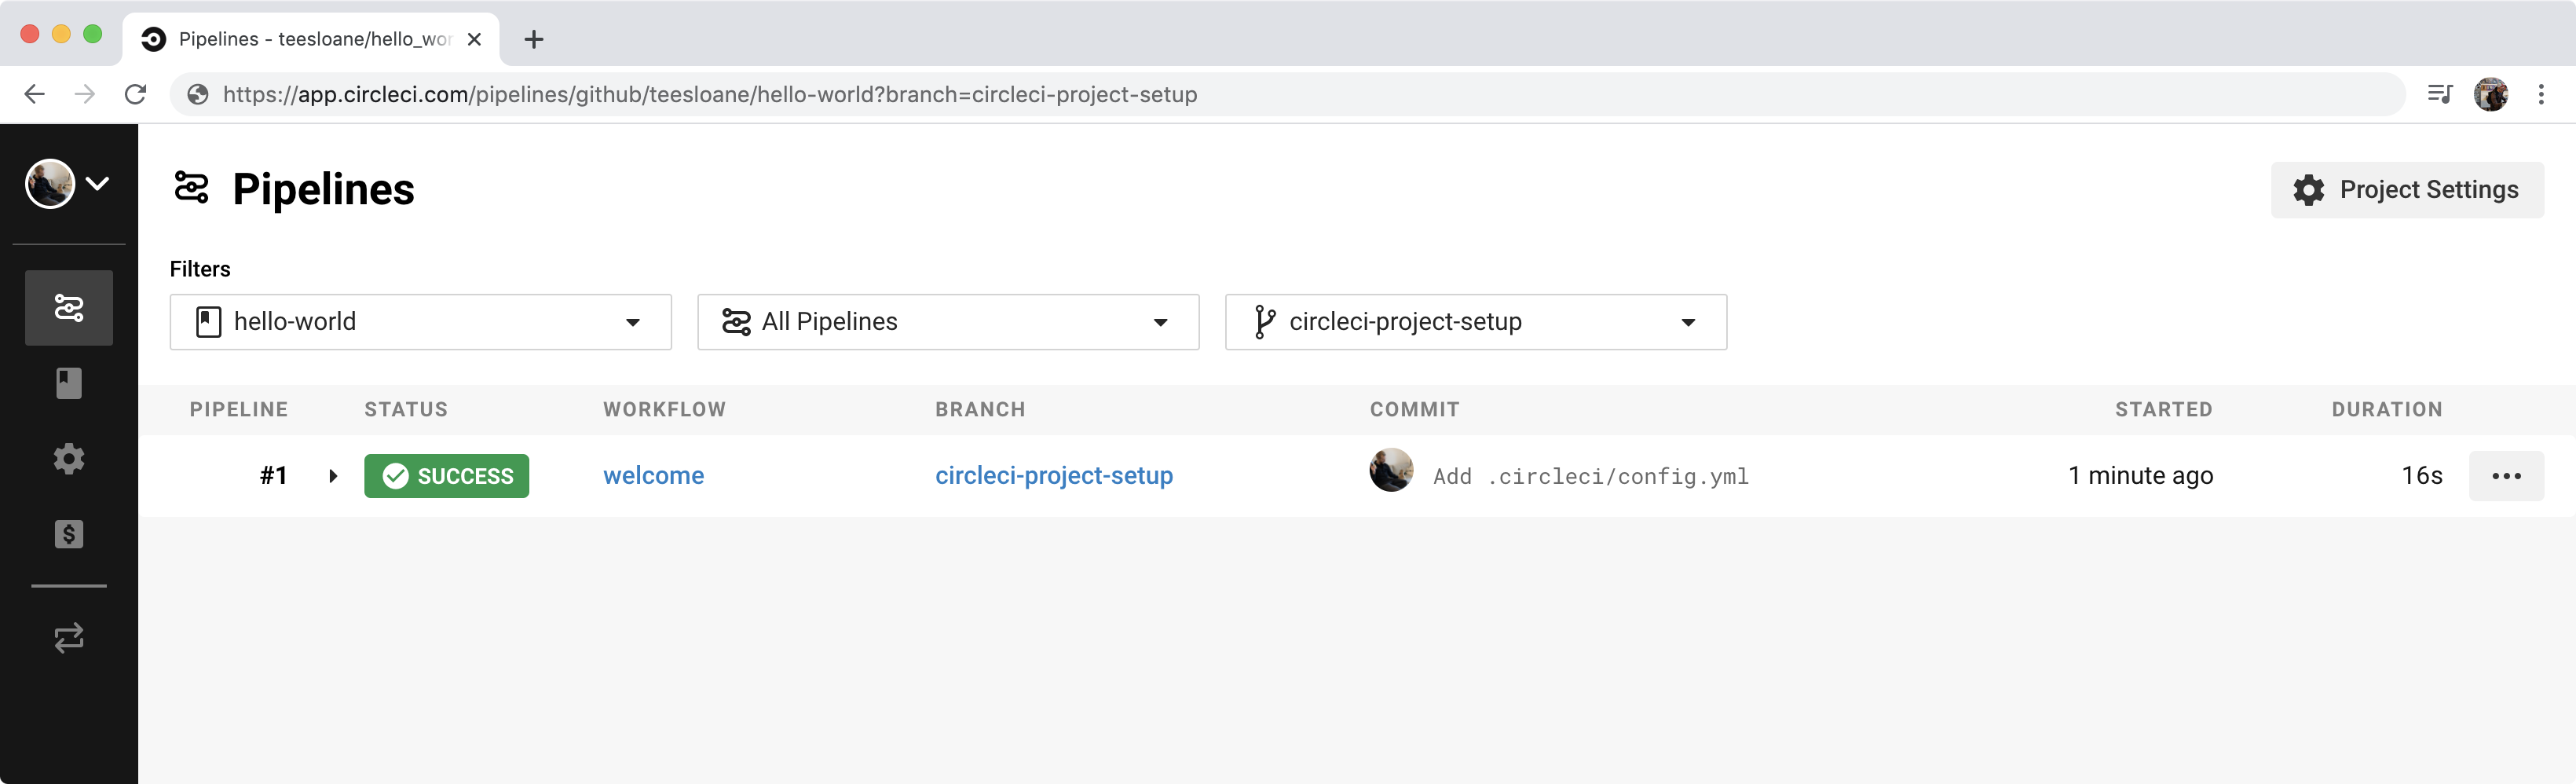 Pipelines - teesloane/hello_wor
https://app.circleci.com/pipelines/github/teesloane/hello-world?branch=circleci-project-setup
Pipelines
Project Settings
Filters
hello-world
All Pipelines
circleci-project-setup
PIPELINE STATUS WORKFLOW BRANCH COMMIT STARTED DURATION
#1 SUCCESS welcome circleci-project-setup Add .circleci/config.yml 1 minute ago 16s